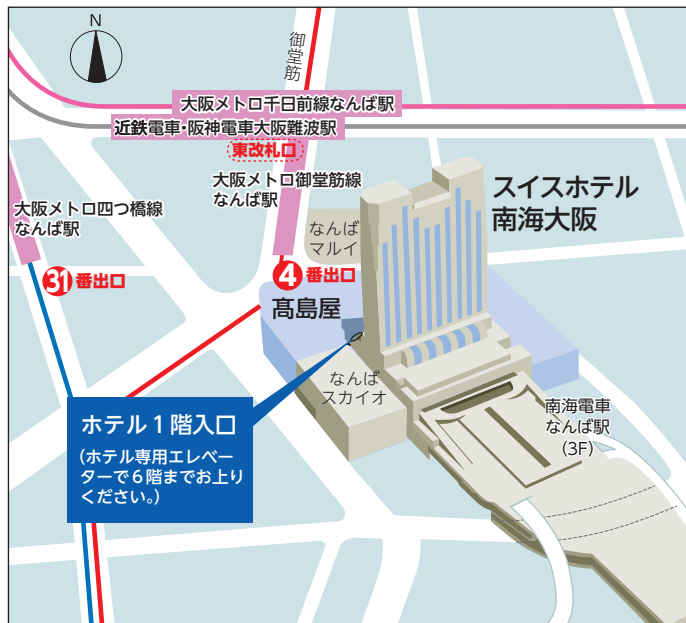 N
御堂筋
大阪メトロ千日前線なんば駅
近鉄電車・阪神電車大阪難波駅
東改札口
大阪メトロ御堂筋線
なんば駅
スイスホテル
南海大阪
大阪メトロ四つ橋線
なんば駅
なんば
マルイ
31番出口
4番出口
髙島屋
なんば
スカイオ
南海電車
なんば駅
(3F)
ホテル1階入口
(ホテル専用エレベー
ターで6階までお上り
ください。)